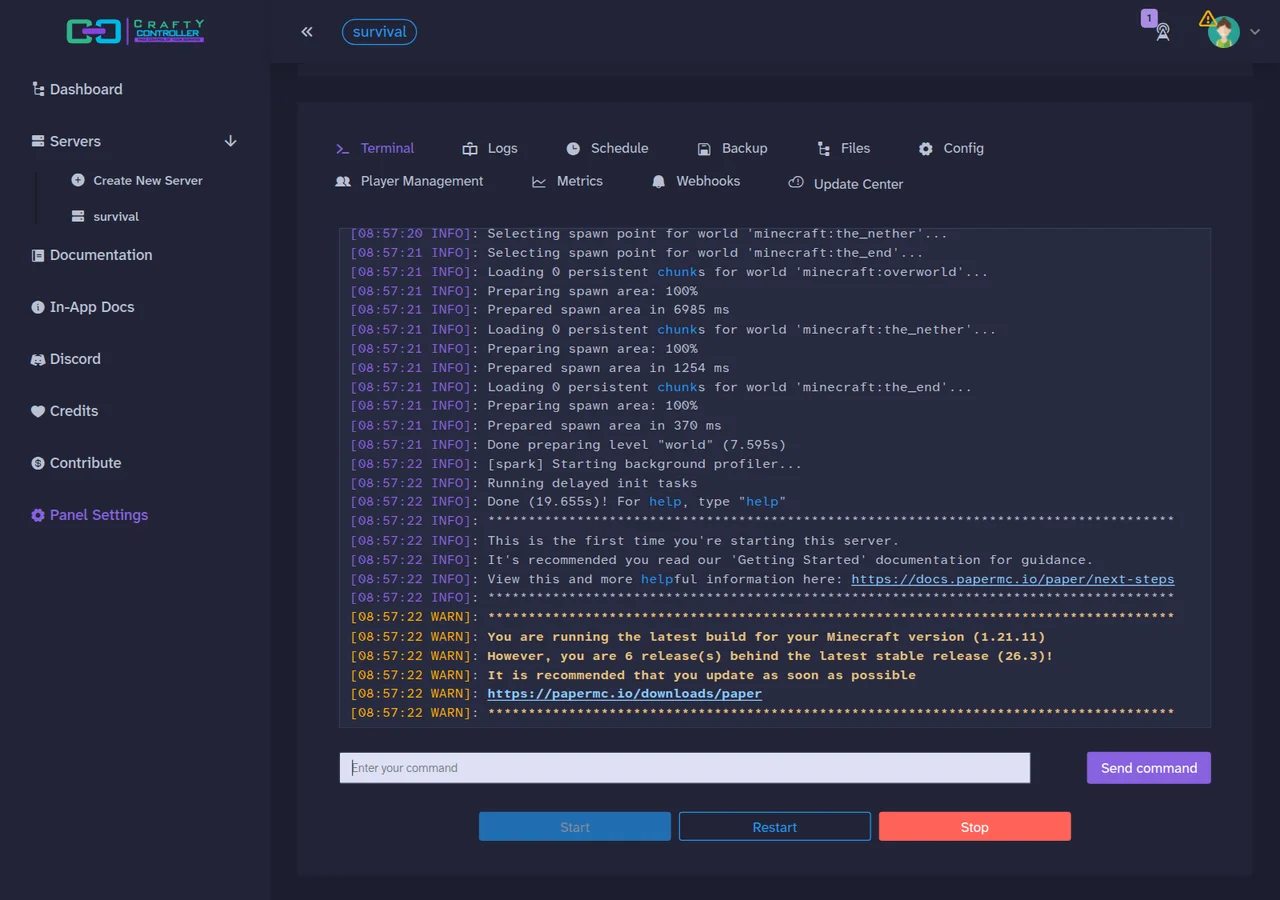 CRAFTY
CONTROLLER
survival
1
Dashboard
Servers
Create New Server
survival
Documentation
In-App Docs
Discord
Credits
Contribute
Panel Settings
Terminal
Logs
Schedule
Backup
Files
Config
Player Management
Metrics
Webhooks
Update Center
[08:57:20 INFO]: Selecting spawn point for world 'minecraft:the_nether'...
[08:57:21 INFO]: Selecting spawn point for world 'minecraft:the_end'...
[08:57:21 INFO]: Loading 0 persistent chunks for world 'minecraft:overworld'...
[08:57:21 INFO]: Preparing spawn area: 100%
[08:57:21 INFO]: Prepared spawn area in 6985 ms
[08:57:21 INFO]: Loading 0 persistent chunks for world 'minecraft:the_nether'...
[08:57:21 INFO]: Preparing spawn area: 100%
[08:57:21 INFO]: Prepared spawn area in 1254 ms
[08:57:21 INFO]: Loading 0 persistent chunks for world 'minecraft:the_end'...
[08:57:21 INFO]: Preparing spawn area: 100%
[08:57:21 INFO]: Prepared spawn area in 370 ms
[08:57:21 INFO]: Done preparing level "world" (7.595s)
[08:57:22 INFO]: [spark] Starting background profiler...
[08:57:22 INFO]: Running delayed init tasks
[08:57:22 INFO]: Done (19.655s)! For help, type "help"
[08:57:22 INFO]: *************************************************************************************
[08:57:22 INFO]: This is the first time you're starting this server.
[08:57:22 INFO]: It's recommended you read our 'Getting Started' documentation for guidance.
[08:57:22 INFO]: View this and more helpful information here: https://docs.papermc.io/paper/next-steps
[08:57:22 INFO]: *************************************************************************************
[08:57:22 WARN]: *************************************************************************************
[08:57:22 WARN]: You are running the latest build for your Minecraft version (1.21.11)
[08:57:22 WARN]: However, you are 6 release(s) behind the latest stable release (26.3)!
[08:57:22 WARN]: It is recommended that you update as soon as possible
[08:57:22 WARN]: https://papermc.io/downloads/paper
[08:57:22 WARN]: *************************************************************************************
Enter your command
Send command
Start
Restart
Stop